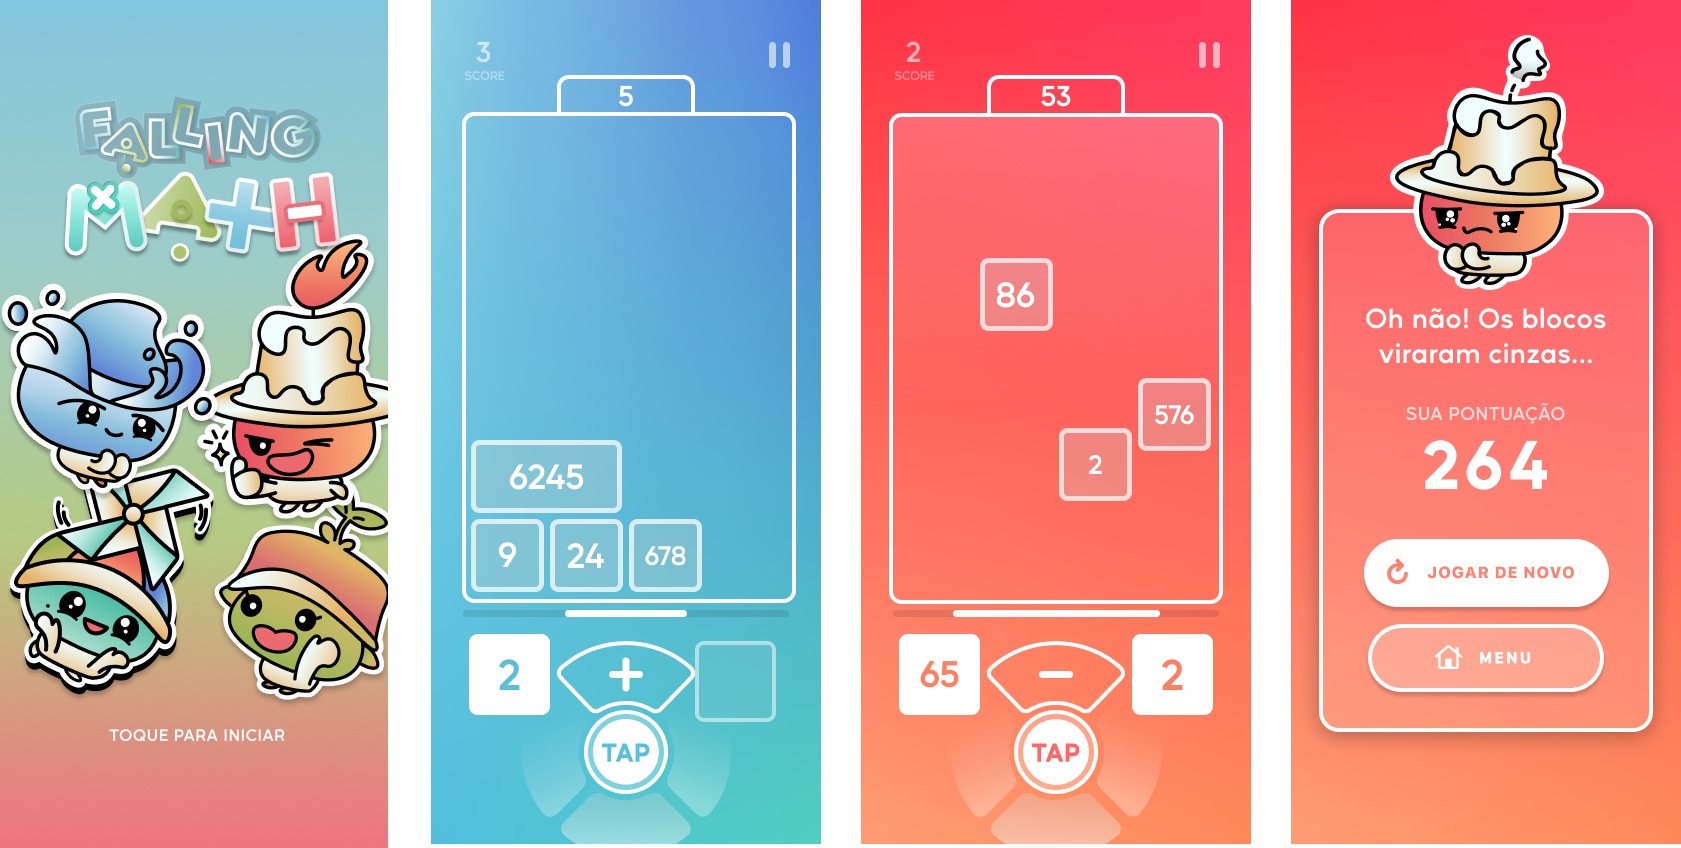 FALLING
MATH
TOQUE PARA INICIAR
3
SCORE
5
6245
9
24
678
2
+
TAP
2
SCORE
53
86
576
2
65
−
2
TAP
Oh não! Os blocos
viraram cinzas...
SUA PONTUAÇÃO
264
JOGAR DE NOVO
MENU